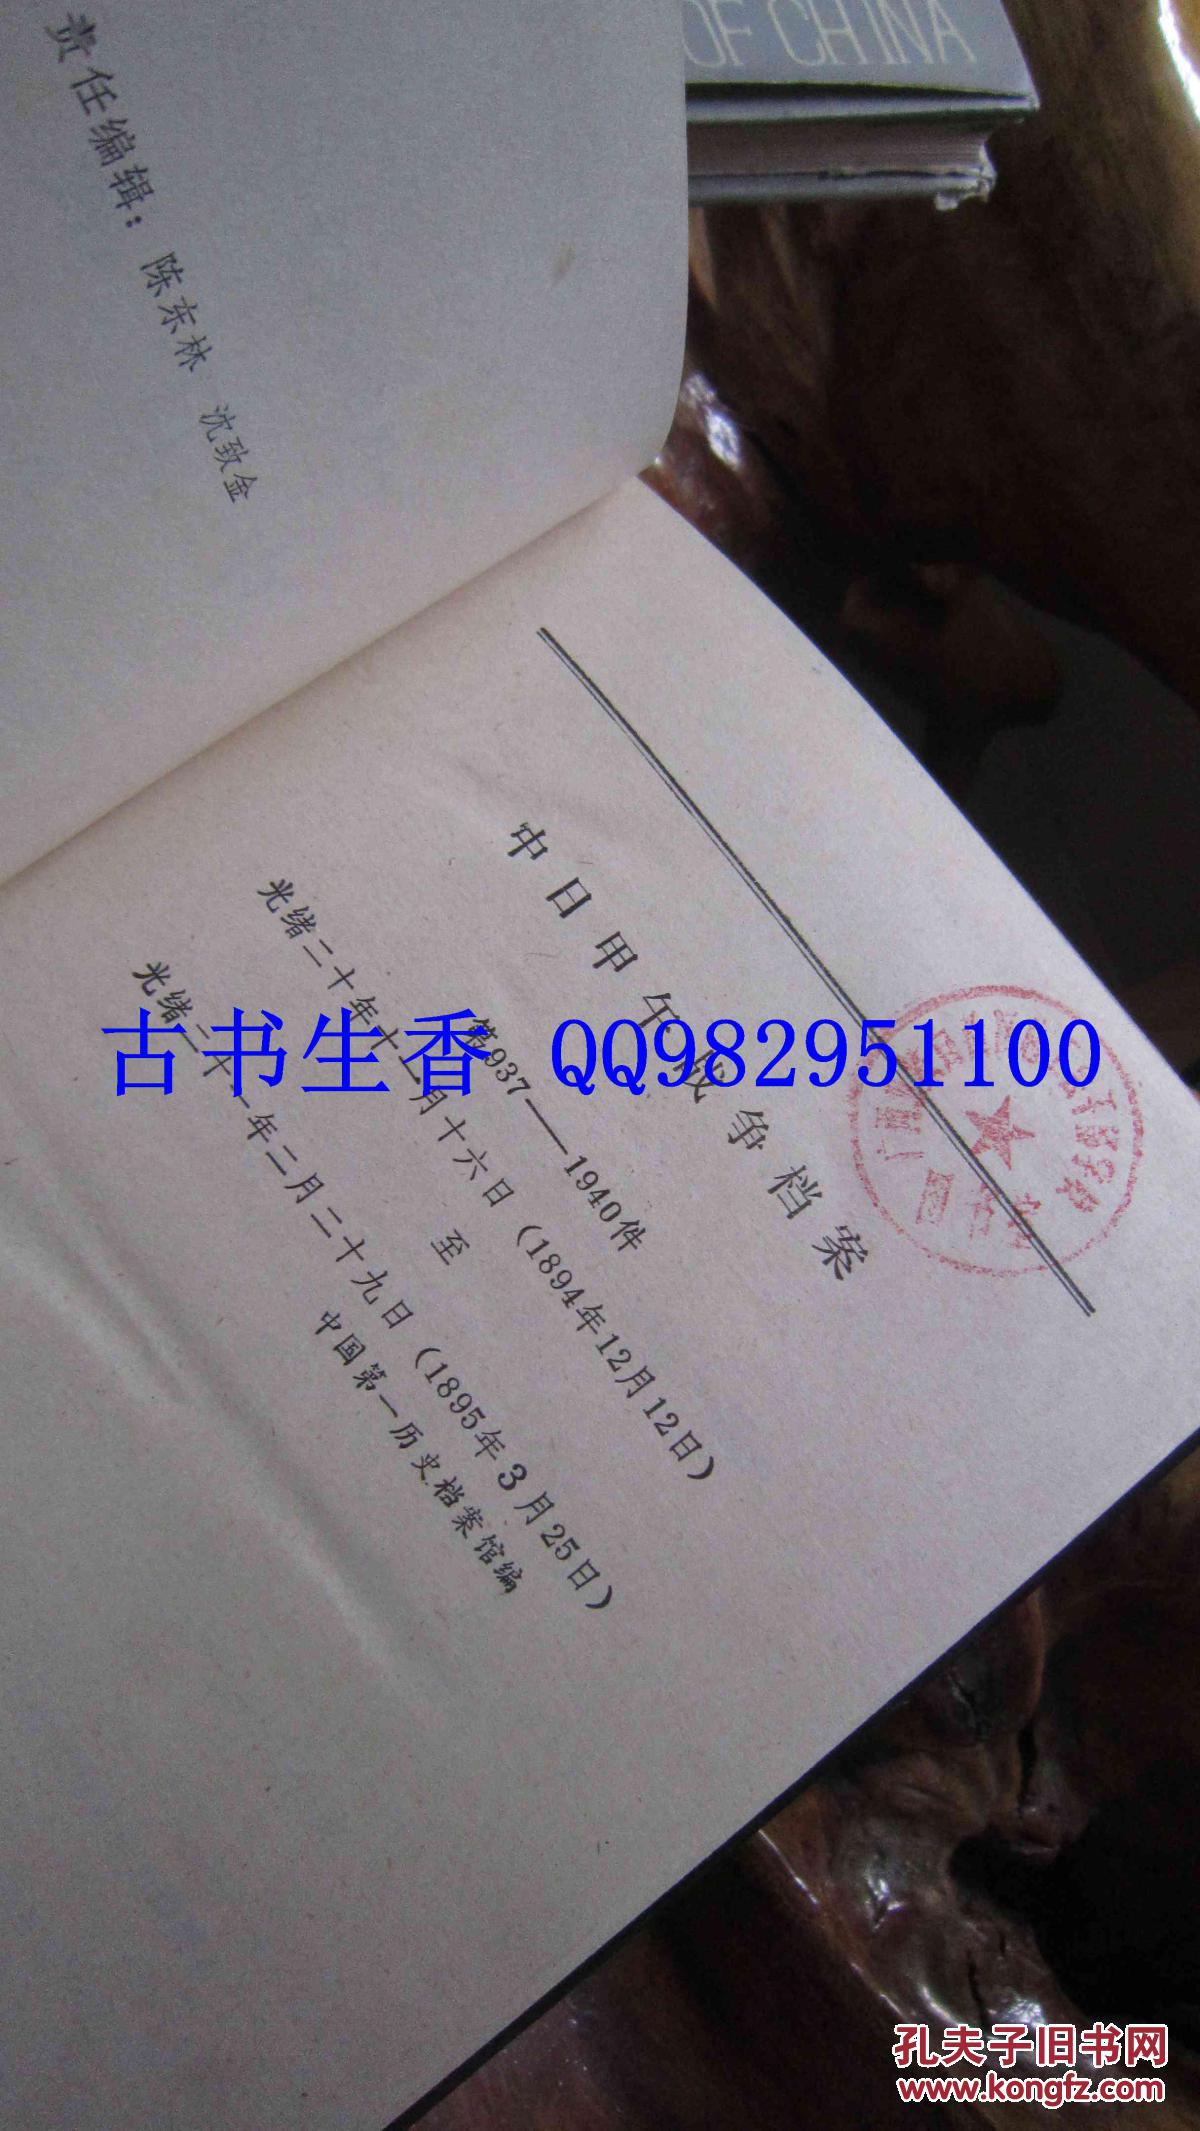 OF CHINA
责任编辑：陈东林 沈致金
中日甲午战争档案
第937——1940件
光绪二十年十一月十六日（1894年12月12日）
至
光绪二十一年二月二十九日（1895年3月25日）
中国第一历史档案馆编
古书生香 QQ982951100
孔夫子旧书网
www.kongfz.com